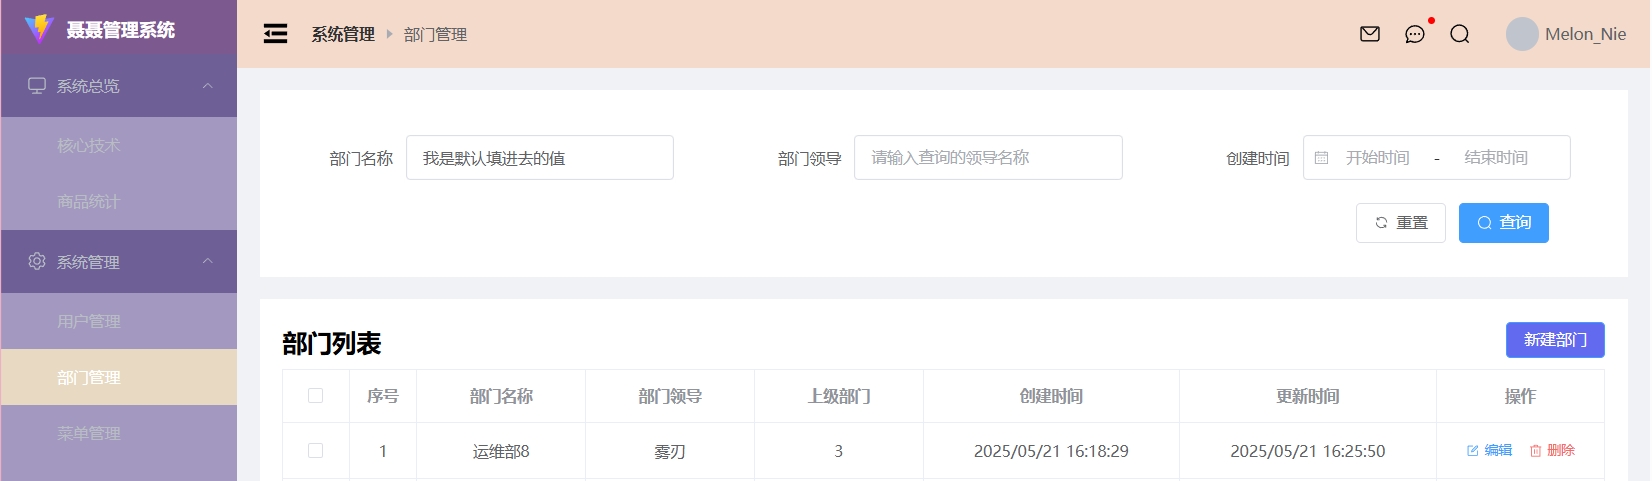 聂聂管理系统
系统总览
核心技术
商品统计
系统管理
用户管理
部门管理
菜单管理
系统管理 部门管理
Melon_Nie
部门名称 我是默认填进去的值 部门领导 请输入查询的领导名称 创建时间 开始时间 - 结束时间
重置 查询
部门列表 新建部门
序号 部门名称 部门领导 上级部门 创建时间 更新时间 操作
1 运维部8 雾刃 3 2025/05/21 16:18:29 2025/05/21 16:25:50 编辑 删除